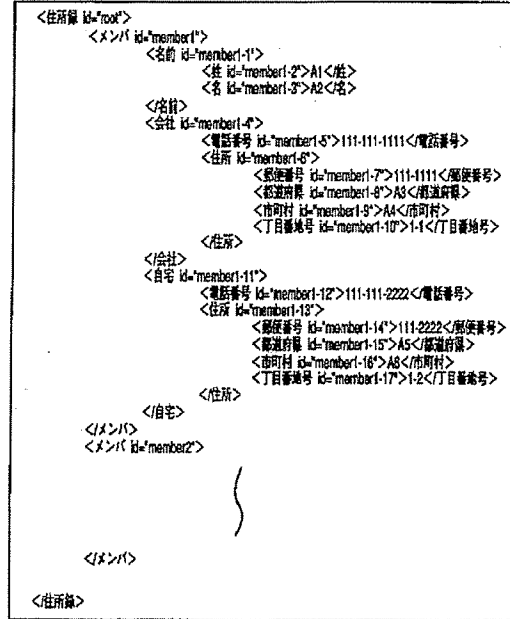 <住所録 id="root">
<メンバ id="member1">
<名前 id="member1-1">
<姓 id="member1-2">A1</姓>
<名 id="member1-3">A2</名>
</名前>
<会社 id="member1-4">
<電話番号 id="member1-5">111-111-1111</電話番号>
<住所 id="member1-6">
<郵便番号 id="member1-7">111-1111</郵便番号>
<都道府県 id="member1-8">A3</都道府県>
<市町村 id="member1-9">A4</市町村>
<丁目番地号 id="member1-10">1-1</丁目番地号>
</住所>
</会社>
<自宅 id="member1-11">
<電話番号 id="member1-12">111-111-2222</電話番号>
<住所 id="member1-13">
<郵便番号 id="member1-14">111-2222</郵便番号>
<都道府県 id="member1-15">A5</都道府県>
<市町村 id="member1-16">A6</市町村>
<丁目番地号 id="member1-17">1-2</丁目番地号>
</住所>
</自宅>
</メンバ>
<メンバ id="member2">
</メンバ>
</住所録>